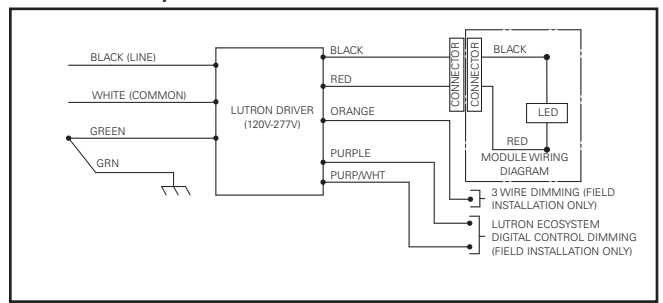 BLACK (LINE)
WHITE (COMMON)
GREEN
GRN
LUTRON DRIVER
(120V-277V)
BLACK
RED
ORANGE
PURPLE
PURP/WHT
CONNECTOR
CONNECTOR
BLACK
LED
RED
MODULE WIRING
DIAGRAM
3 WIRE DIMMING (FIELD
INSTALLATION ONLY)
LUTRON ECOSYSTEM
DIGITAL CONTROL DIMMING
(FIELD INSTALLATION ONLY)